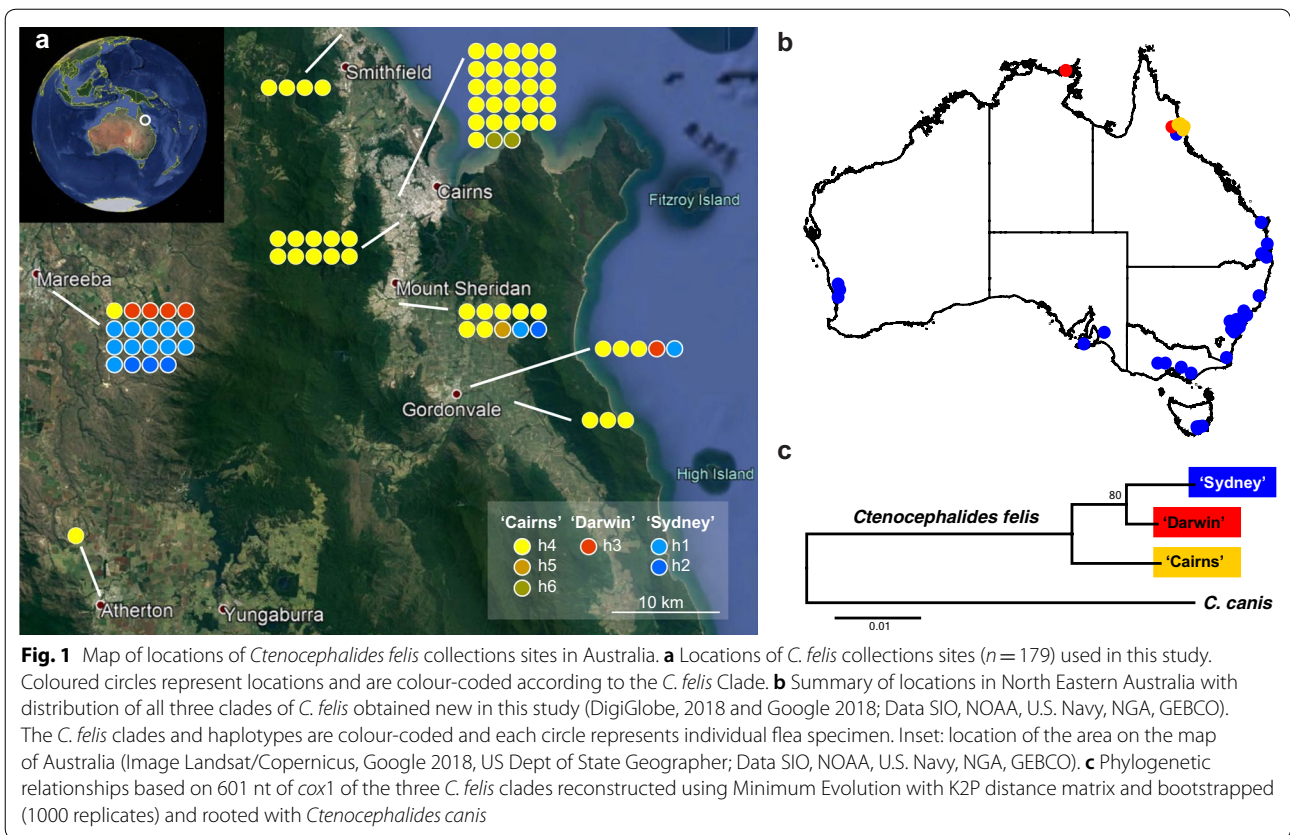 a
Smithfield
Cairns
Fitzroy Island
Mareeba
Mount Sheridan
Gordonvale
High Island
Atherton
Yungaburra
‘Cairns’ ‘Darwin’ ‘Sydney’
h4 h3 h1
h5 h2
h6
10 km
b
c
80
‘Sydney’
Ctenocephalides felis
‘Darwin’
‘Cairns’
C. canis
0.01
Fig. 1 Map of locations of Ctenocephalides felis collections sites in Australia. a Locations of C. felis collections sites (n = 179) used in this study.
Coloured circles represent locations and are colour-coded according to the C. felis Clade. b Summary of locations in North Eastern Australia with
distribution of all three clades of C. felis obtained new in this study (DigiGlobe, 2018 and Google 2018; Data SIO, NOAA, U.S. Navy, NGA, GEBCO).
The C. felis clades and haplotypes are colour-coded and each circle represents individual flea specimen. Inset: location of the area on the map
of Australia (Image Landsat/Copernicus, Google 2018, US Dept of State Geographer; Data SIO, NOAA, U.S. Navy, NGA, GEBCO). c Phylogenetic
relationships based on 601 nt of cox1 of the three C. felis clades reconstructed using Minimum Evolution with K2P distance matrix and bootstrapped
(1000 replicates) and rooted with Ctenocephalides canis